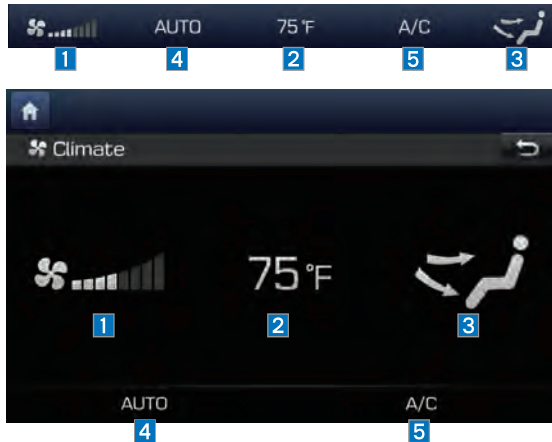 AUTO 75°F A/C
1 4 2 5 3
Climate
75°F
1 2 3
AUTO A/C
4 5